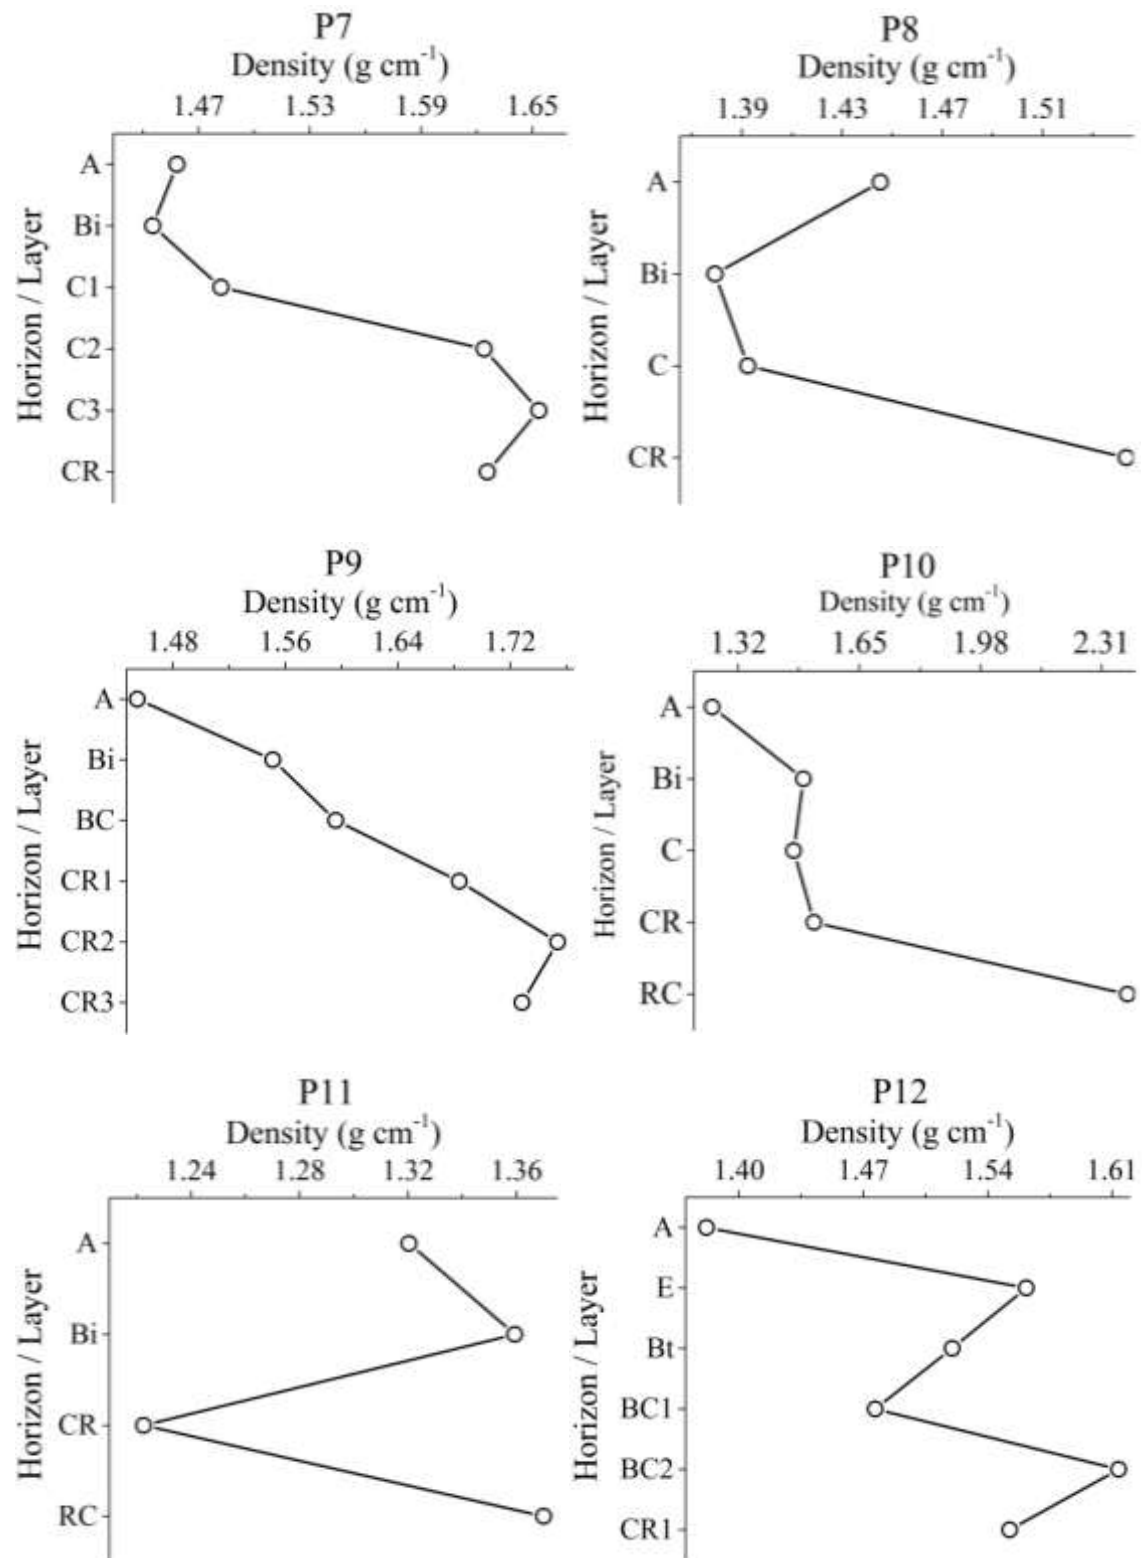 P7
Density (g cm-1)
1.47 1.53 1.59 1.65
Horizon / Layer
A
Bi
C1
C2
C3
CR
P8
Density (g cm-1)
1.39 1.43 1.47 1.51
Horizon / Layer
A
Bi
C
CR
P9
Density (g cm-1)
1.48 1.56 1.64 1.72
Horizon / Layer
A
Bi
BC
CR1
CR2
CR3
P10
Density (g cm-1)
1.32 1.65 1.98 2.31
Horizon / Layer
A
Bi
C
CR
RC
P11
Density (g cm-1)
1.24 1.28 1.32 1.36
Horizon / Layer
A
Bi
CR
RC
P12
Density (g cm-1)
1.40 1.47 1.54 1.61
Horizon / Layer
A
E
Bt
BC1
BC2
CR1